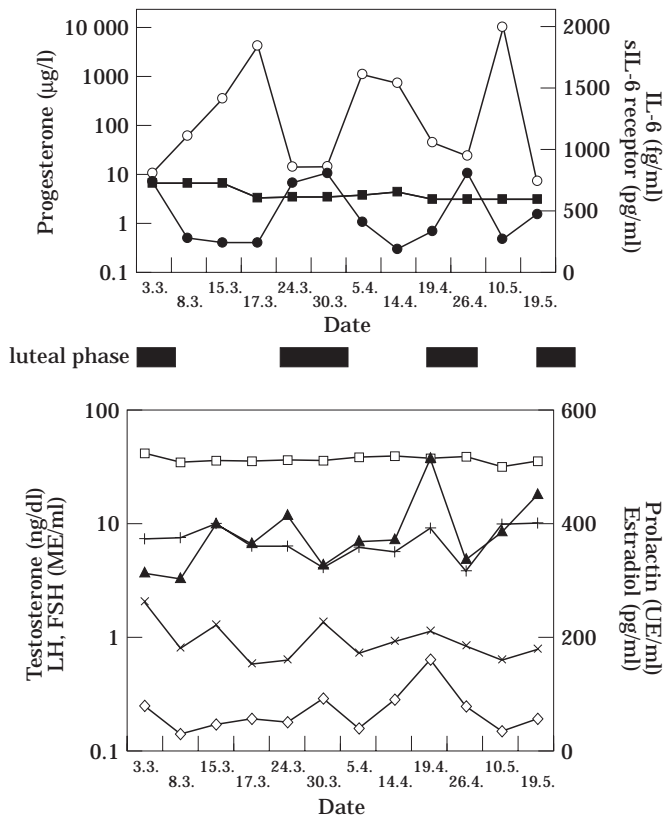 Progesterone (µg/l)
10 000
1 000
100
10
1
0.1
2000
1500
1000
500
0
IL-6 (fg/ml)
sIL-6 receptor (pg/ml)
3.3. 15.3. 24.3. 5.4. 19.4. 10.5.
8.3. 17.3. 30.3. 14.4. 26.4. 19.5.
Date
luteal phase
Testosterone (ng/dl)
LH, FSH (ME/ml)
100
10
1
0.1
600
400
200
0
Prolactin (UE/ml)
Estradiol (pg/ml)
3.3. 15.3. 24.3. 5.4. 19.4. 10.5.
8.3. 17.3. 30.3. 14.4. 26.4. 19.5.
Date